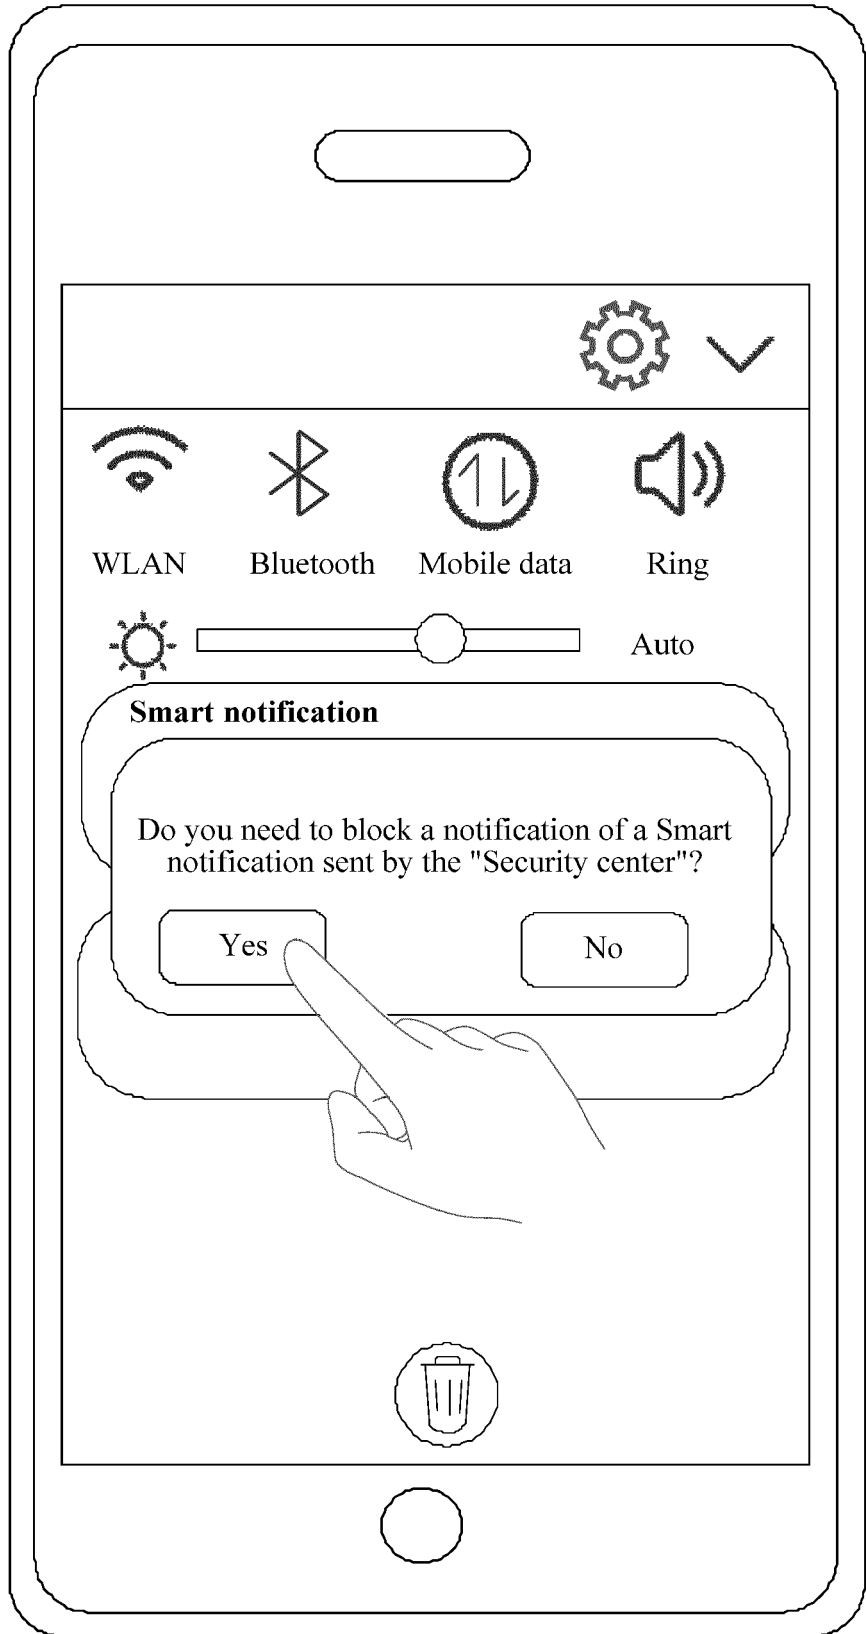 WLAN Bluetooth Mobile data Ring
Auto
Smart notification
Do you need to block a notification of a Smart
notification sent by the "Security center"?
Yes No